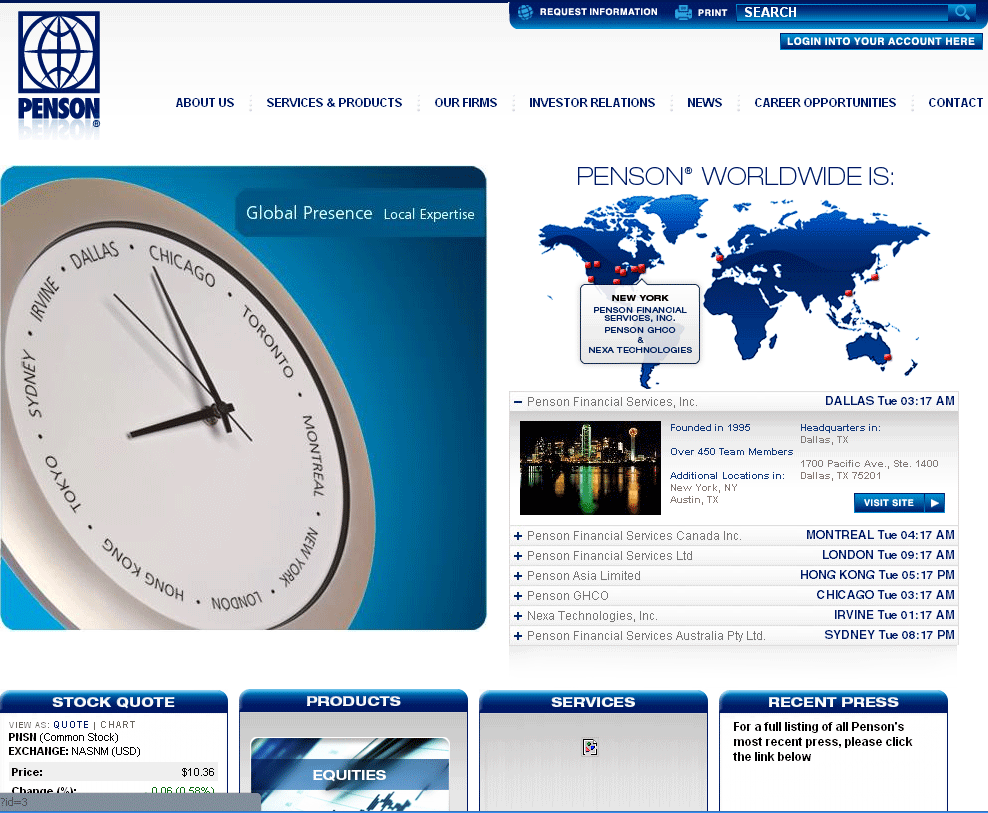 REQUEST INFORMATION
PRINT
SEARCH
LOGIN INTO YOUR ACCOUNT HERE
PENSON®
ABOUT US
SERVICES & PRODUCTS
OUR FIRMS
INVESTOR RELATIONS
NEWS
CAREER OPPORTUNITIES
CONTACT
Global Presence Local Expertise
DALLAS • CHICAGO • TORONTO • MONTREAL • NEW YORK • LONDON • HONG KONG • TOKYO • SYDNEY • IRVINE •
PENSON® WORLDWIDE IS:
NEW YORK
PENSON FINANCIAL
SERVICES, INC.
PENSON GHCO
&
NEXA TECHNOLOGIES
Penson Financial Services, Inc. DALLAS Tue 03:17 AM
Founded in 1995
Over 450 Team Members
Additional Locations in:
New York, NY
Austin, TX
Headquarters in:
Dallas, TX
1700 Pacific Ave., Ste. 1400
Dallas, TX 75201
VISIT SITE
Penson Financial Services Canada Inc. MONTREAL Tue 04:17 AM
Penson Financial Services Ltd LONDON Tue 09:17 AM
Penson Asia Limited HONG KONG Tue 05:17 PM
Penson GHCO CHICAGO Tue 03:17 AM
Nexa Technologies, Inc. IRVINE Tue 01:17 AM
Penson Financial Services Australia Pty Ltd. SYDNEY Tue 08:17 PM
STOCK QUOTE
VIEW AS: QUOTE | CHART
PNSN (Common Stock)
EXCHANGE: NASNM (USD)
Price: $10.36
Change (%): 0.06 (0.58%)
?id=3
PRODUCTS
EQUITIES
SERVICES
RECENT PRESS
For a full listing of all Penson's
most recent press, please click
the link below